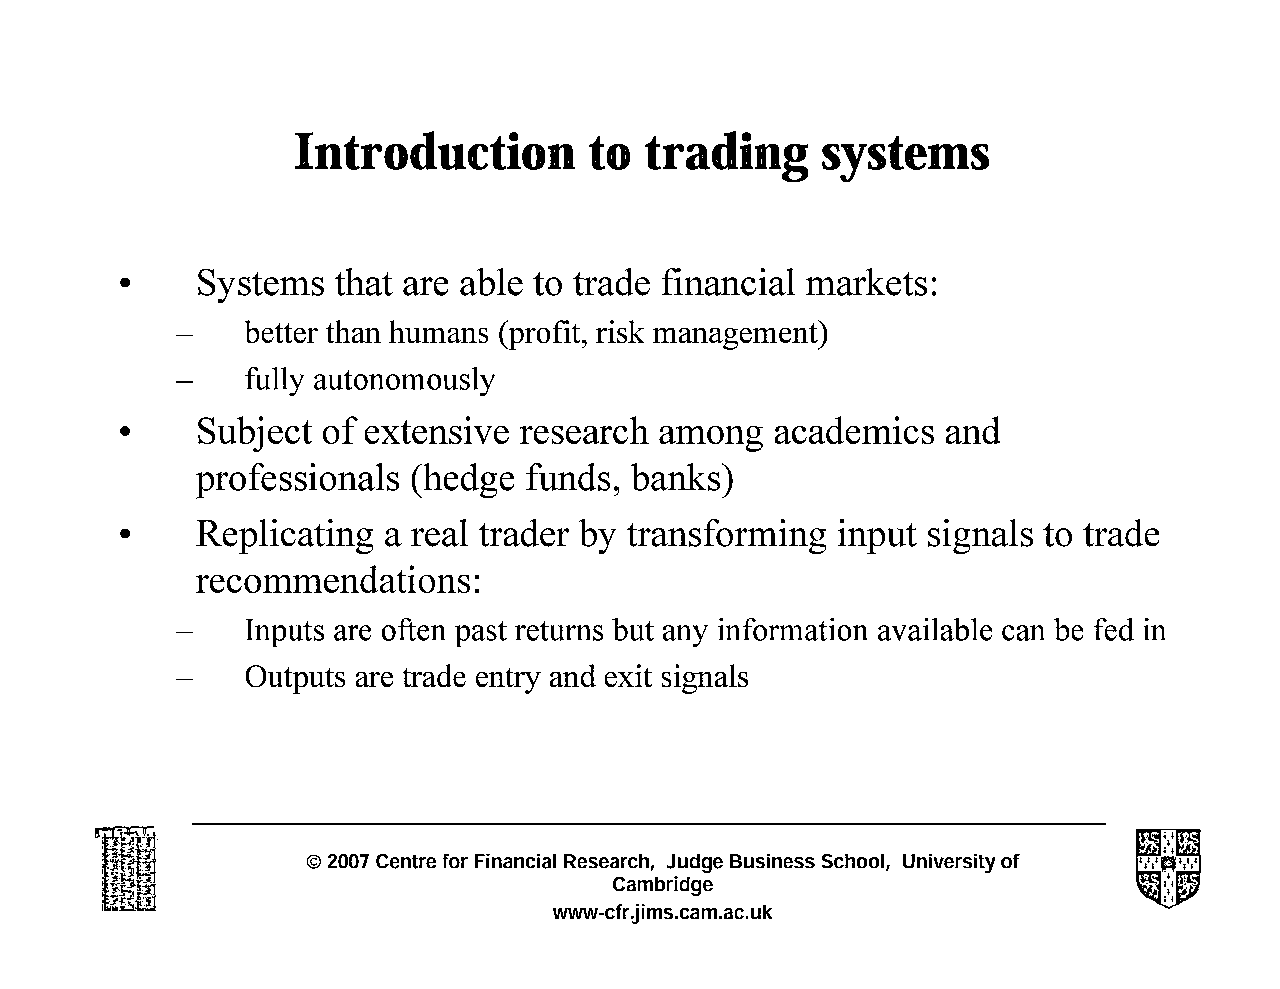 Introduction to trading systems
• Systems that are able to trade financial markets:
– better than humans (profit, risk management)
– fully autonomously
• Subject of extensive research among academics and
professionals (hedge funds, banks)
• Replicating a real trader by transforming input signals to trade
recommendations:
– Inputs are often past returns but any information available can be fed in
– Outputs are trade entry and exit signals
© 2007 Centre for Financial Research, Judge Business School, University of
Cambridge
www-cfr.jims.cam.ac.uk